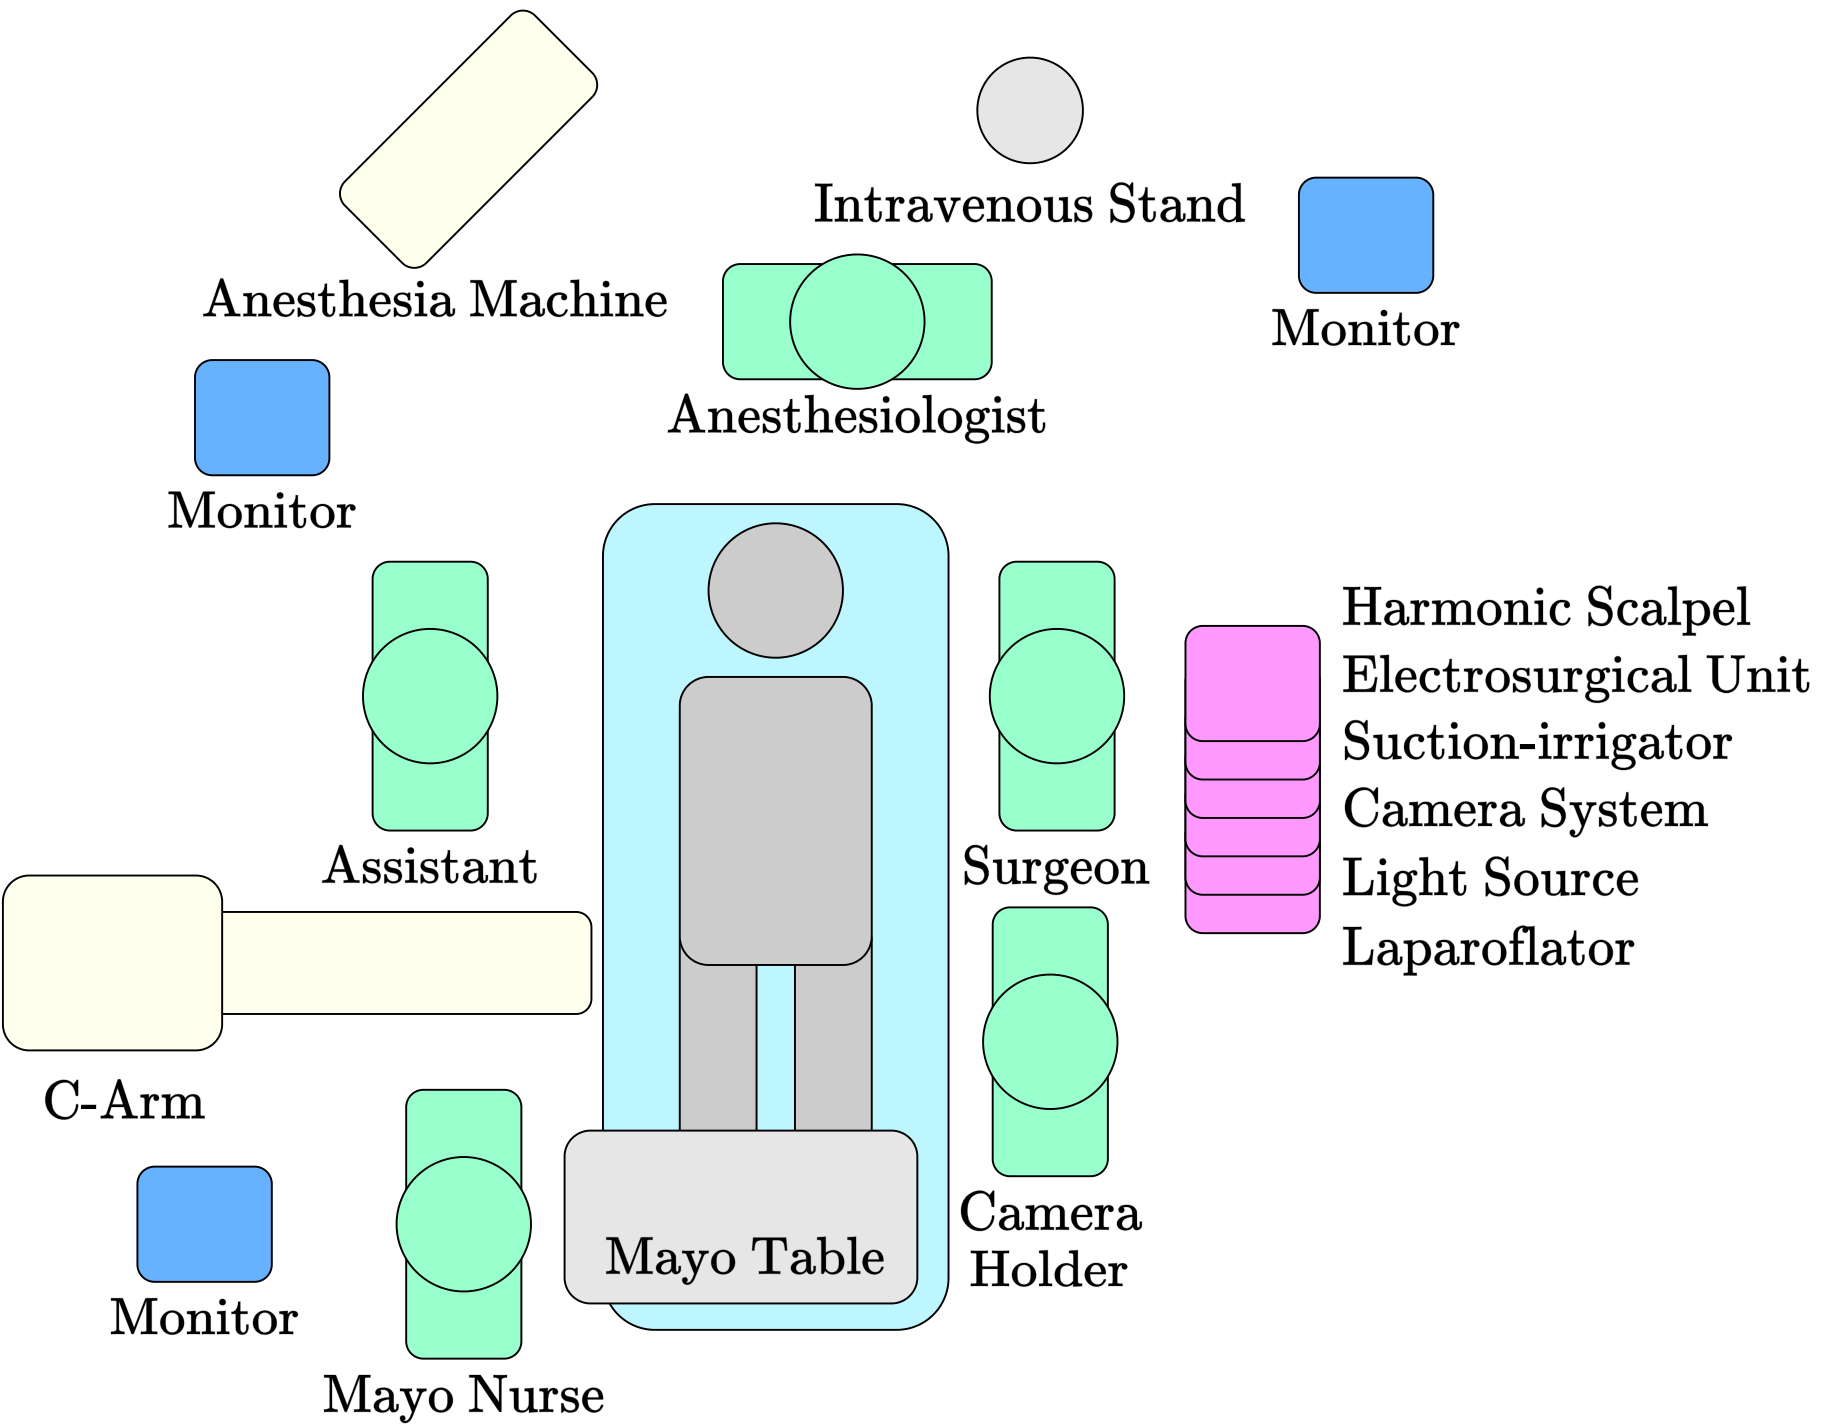 Intravenous Stand
Anesthesia Machine
Monitor
Anesthesiologist
Monitor
Harmonic Scalpel
Electrosurgical Unit
Suction-irrigator
Camera System
Light Source
Laparoflator
Assistant
Surgeon
C-Arm
Camera
Holder
Mayo Table
Monitor
Mayo Nurse